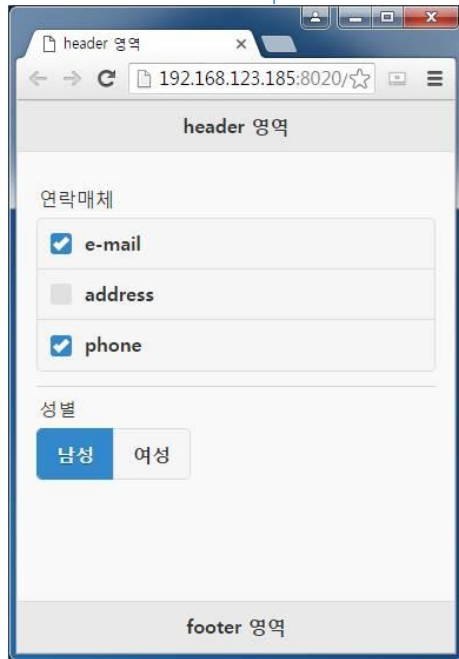 header 영역
192.168.123.185:8020/
header 영역
연락매체
e-mail
address
phone
성별
남성 여성
footer 영역